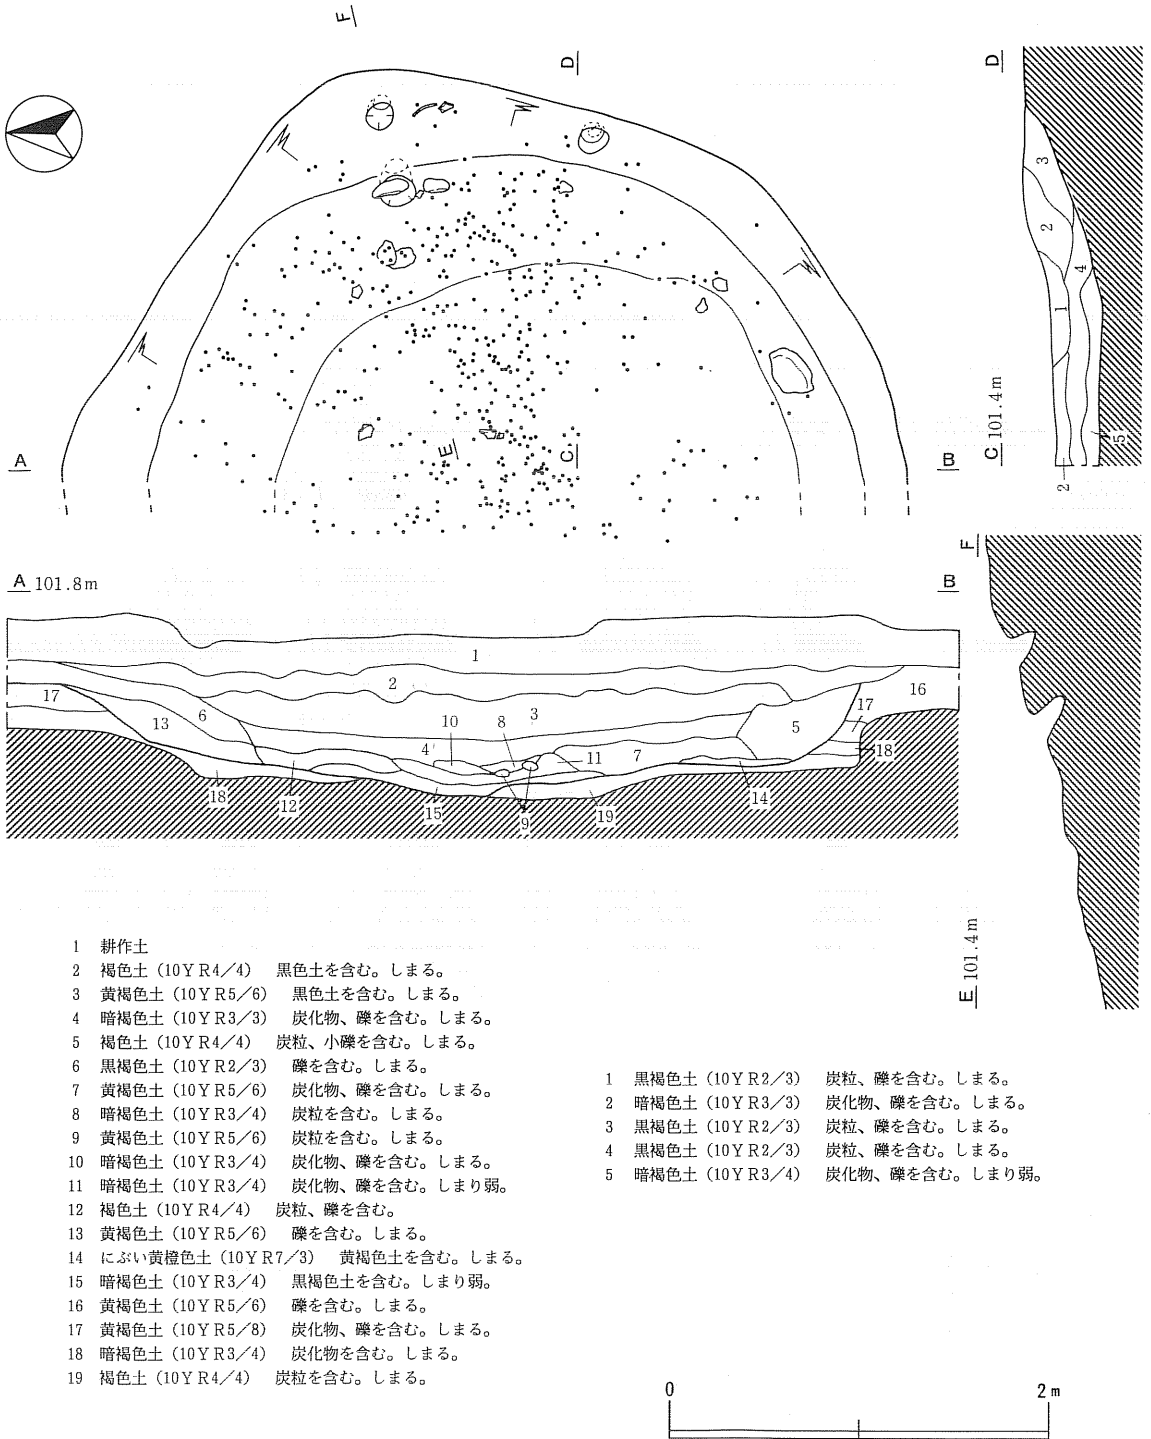 F
D
D
3
2
4
1
5
2
C 101.4m
E
C
A
B
A 101.8m
B
F
1
2
3
16
17
6
13
10
8
4
11
7
5
17
18
18
12
15
9
19
14
E 101.4m
1 耕作土
2 褐色土(10YR4/4) 黒色土を含む。しまる。
3 黄褐色土(10YR5/6) 黒色土を含む。しまる。
4 暗褐色土(10YR3/3) 炭化物、礫を含む。しまる。
5 褐色土(10YR4/4) 炭粒、小礫を含む。しまる。
6 黒褐色土(10YR2/3) 礫を含む。しまる。
7 黄褐色土(10YR5/6) 炭化物、礫を含む。しまる。
8 暗褐色土(10YR3/4) 炭粒を含む。しまる。
9 黄褐色土(10YR5/6) 炭粒を含む。しまる。
10 暗褐色土(10YR3/4) 炭化物、礫を含む。しまる。
11 暗褐色土(10YR3/4) 炭化物、礫を含む。しまり弱。
12 褐色土(10YR4/4) 炭粒、礫を含む。
13 黄褐色土(10YR5/6) 礫を含む。しまる。
14 にぶい黄橙色土(10YR7/3) 黄褐色土を含む。しまる。
15 暗褐色土(10YR3/4) 黒褐色土を含む。しまり弱。
16 黄褐色土(10YR5/6) 礫を含む。しまる。
17 黄褐色土(10YR5/8) 炭化物、礫を含む。しまる。
18 暗褐色土(10YR3/4) 炭化物を含む。しまる。
19 褐色土(10YR4/4) 炭粒を含む。しまる。
1 黒褐色土(10YR2/3) 炭粒、礫を含む。しまる。
2 暗褐色土(10YR3/3) 炭化物、礫を含む。しまる。
3 黒褐色土(10YR2/3) 炭粒、礫を含む。しまる。
4 黒褐色土(10YR2/3) 炭粒、礫を含む。しまる。
5 暗褐色土(10YR3/4) 炭化物、礫を含む。しまり弱。
0 2m